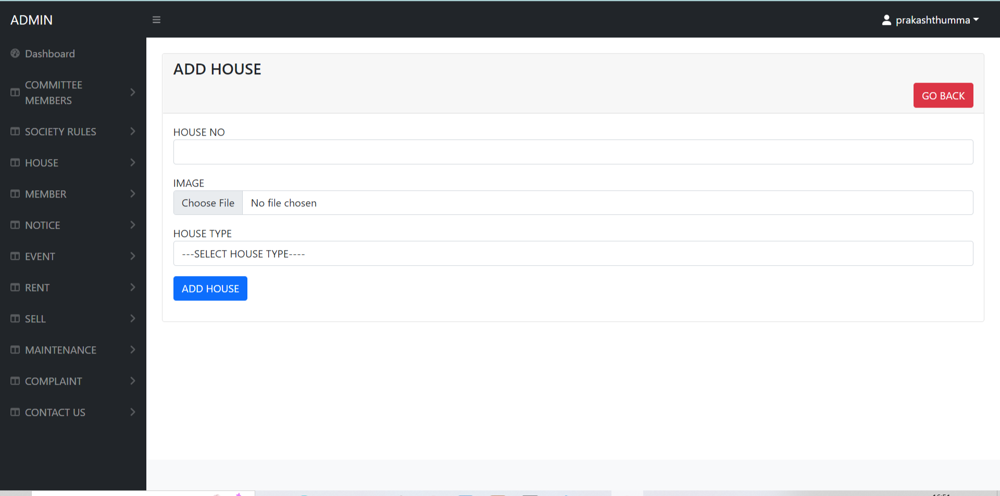 ADMIN
prakashthumma
Dashboard
COMMITTEE
MEMBERS
SOCIETY RULES
HOUSE
MEMBER
NOTICE
EVENT
RENT
SELL
MAINTENANCE
COMPLAINT
CONTACT US
ADD HOUSE
GO BACK
HOUSE NO
IMAGE
Choose File No file chosen
HOUSE TYPE
---SELECT HOUSE TYPE----
ADD HOUSE